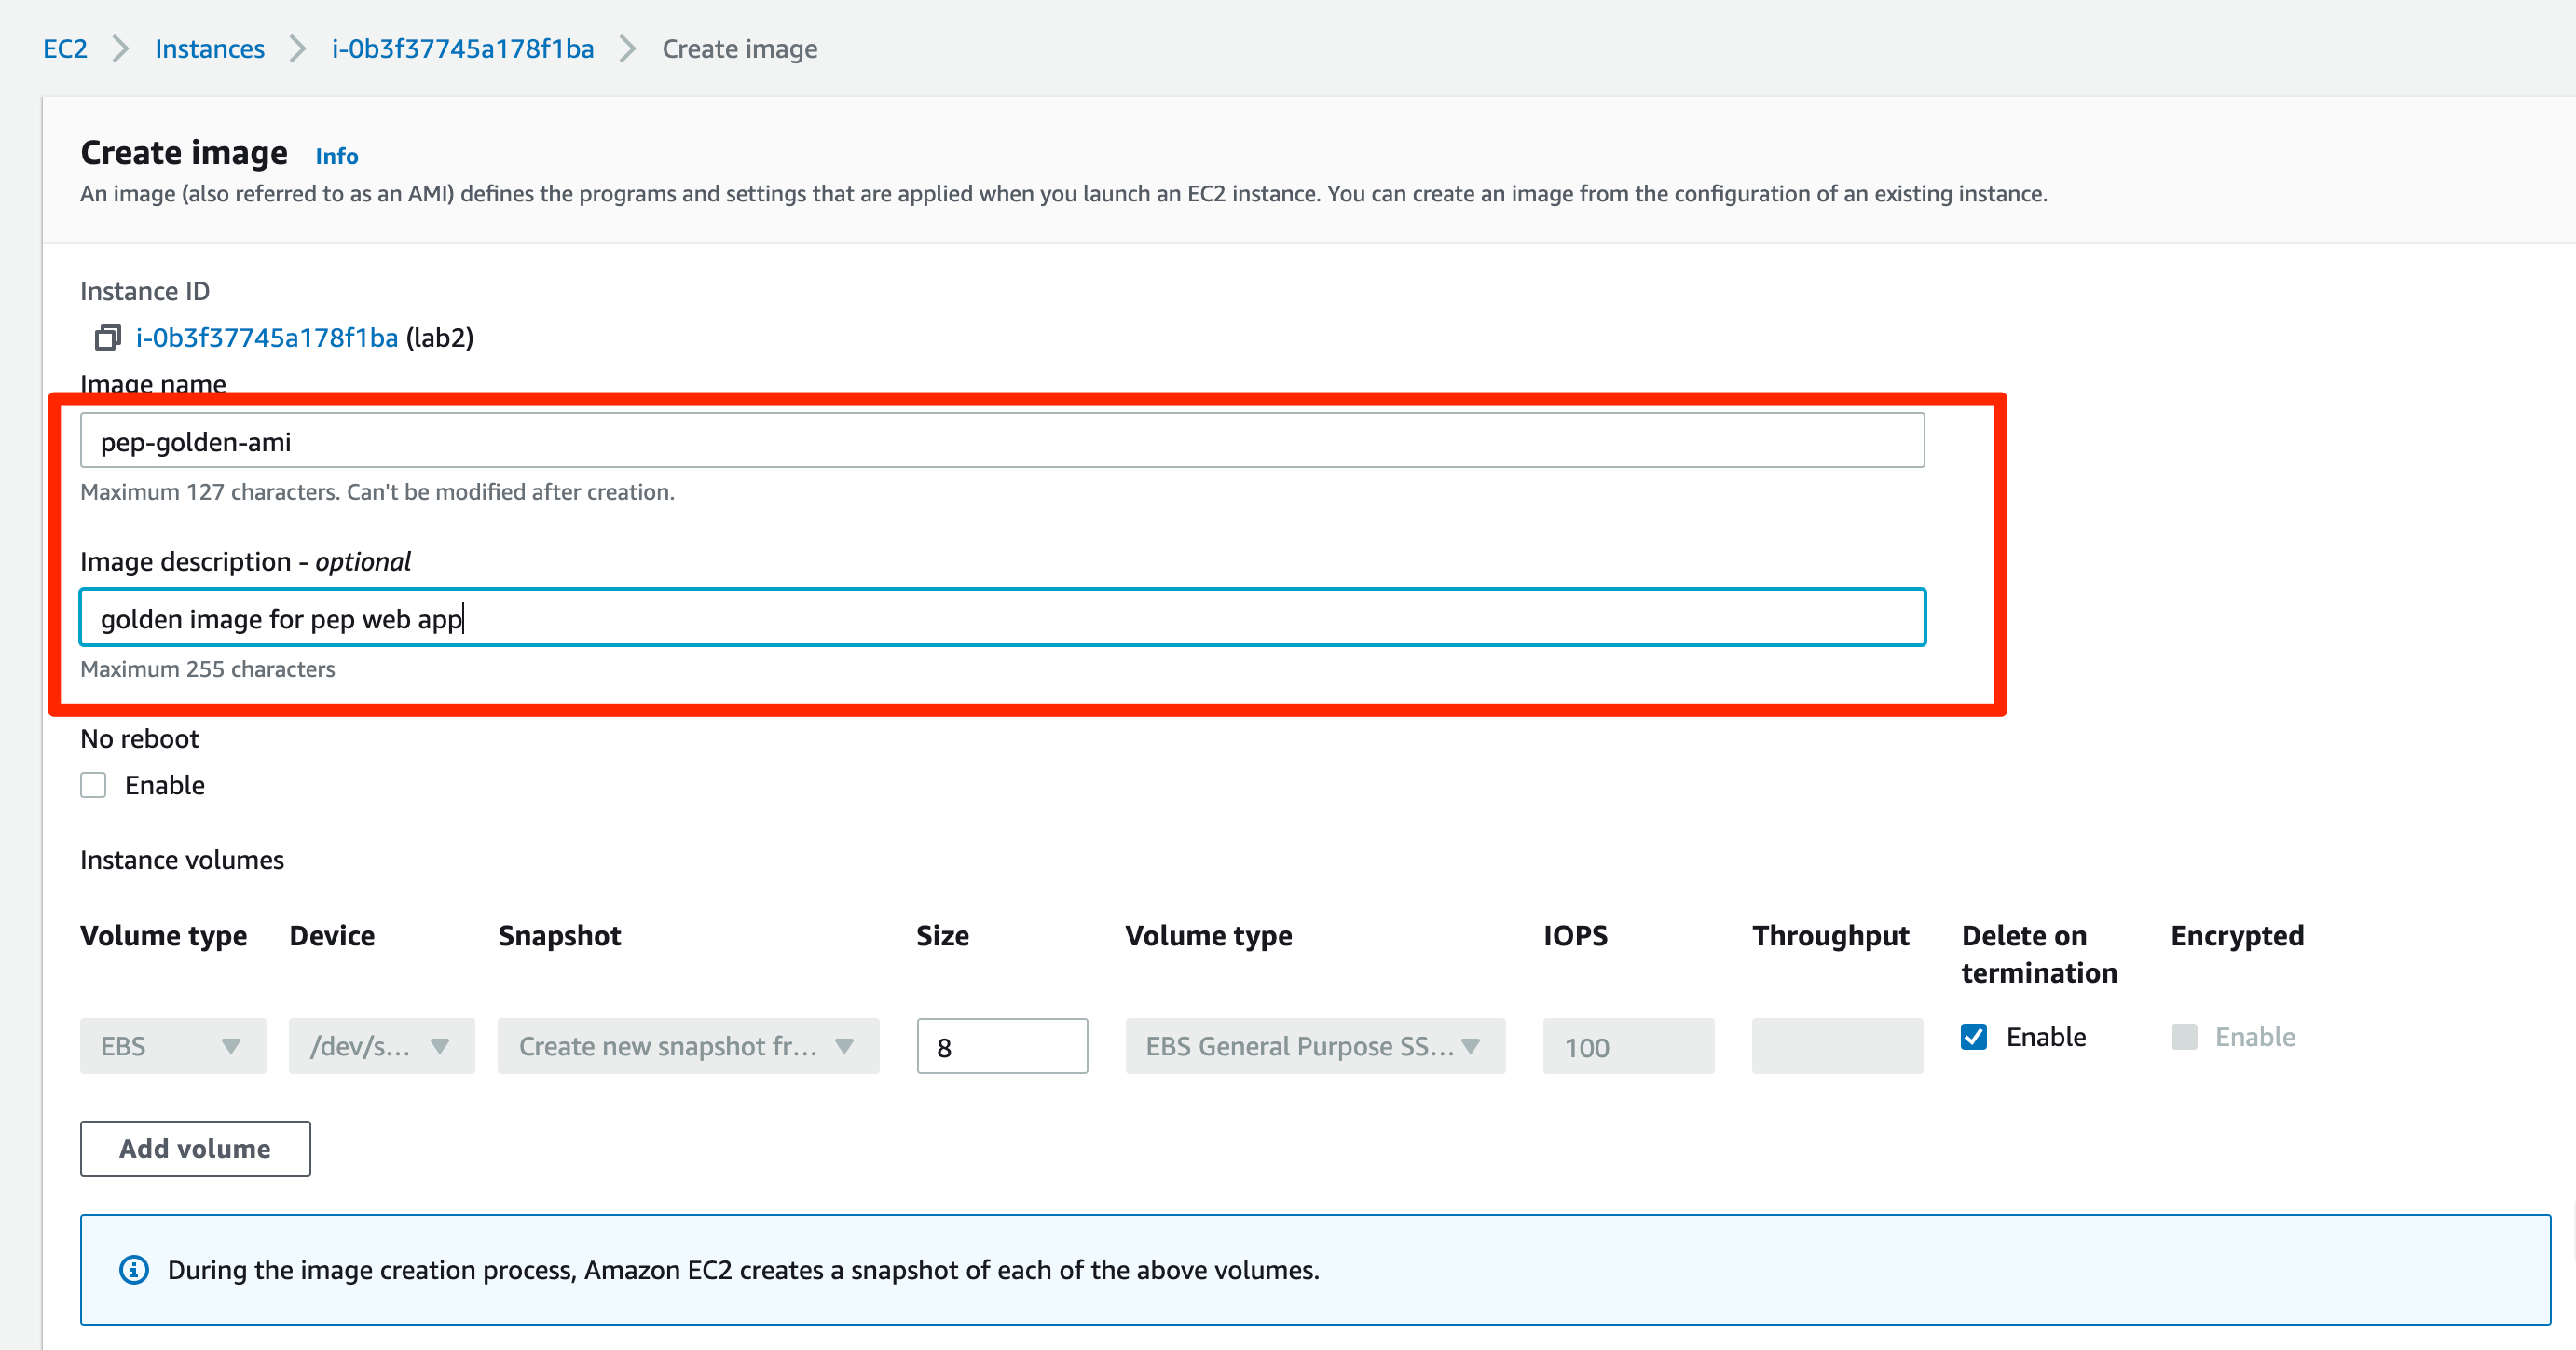 EC2 Instances i-0b3f37745a178f1ba Create image
Create image Info
An image (also referred to as an AMI) defines the programs and settings that are applied when you launch an EC2 instance. You can create an image from the configuration of an existing instance.
Instance ID
i-0b3f37745a178f1ba (lab2)
Image name
pep-golden-ami
Maximum 127 characters. Can't be modified after creation.
Image description - optional
golden image for pep web app
Maximum 255 characters
No reboot
Enable
Instance volumes
Volume type Device Snapshot Size Volume type IOPS Throughput Delete on termination Encrypted
EBS /dev/s... Create new snapshot fr... 8 EBS General Purpose SS... 100 Enable Enable
Add volume
During the image creation process, Amazon EC2 creates a snapshot of each of the above volumes.